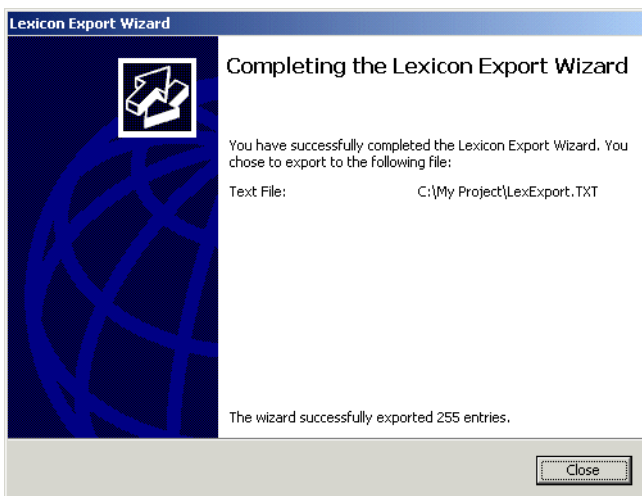 Lexicon Export Wizard
Completing the Lexicon Export Wizard
You have successfully completed the Lexicon Export Wizard. You
chose to export to the following file:
Text File: C:\My Project\LexExport.TXT
The wizard successfully exported 255 entries.
Close